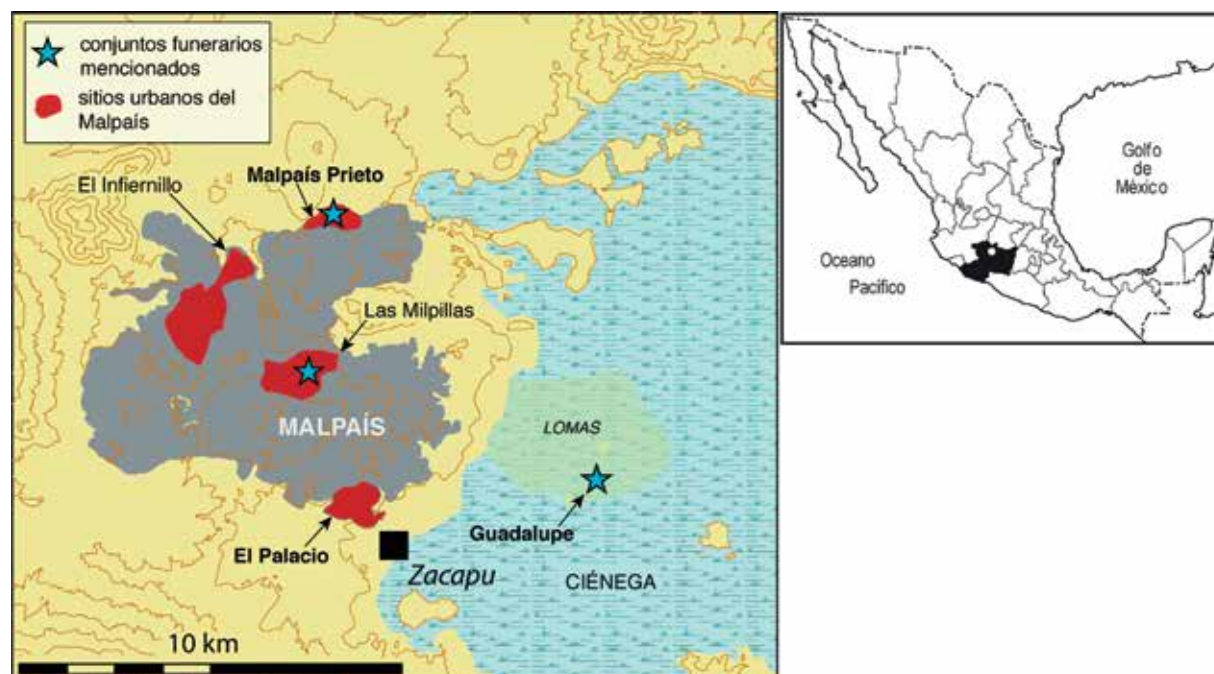 conjuntos funerarios
mencionados
sitios urbanos del
Malpaís
El Infiernillo
Malpaís Prieto
Las Milpillas
MALPAÍS
LOMAS
Guadalupe
El Palacio
Zacapu
CIÉNEGA
10 km
Golfo
de
México
Oceano
Pacífico